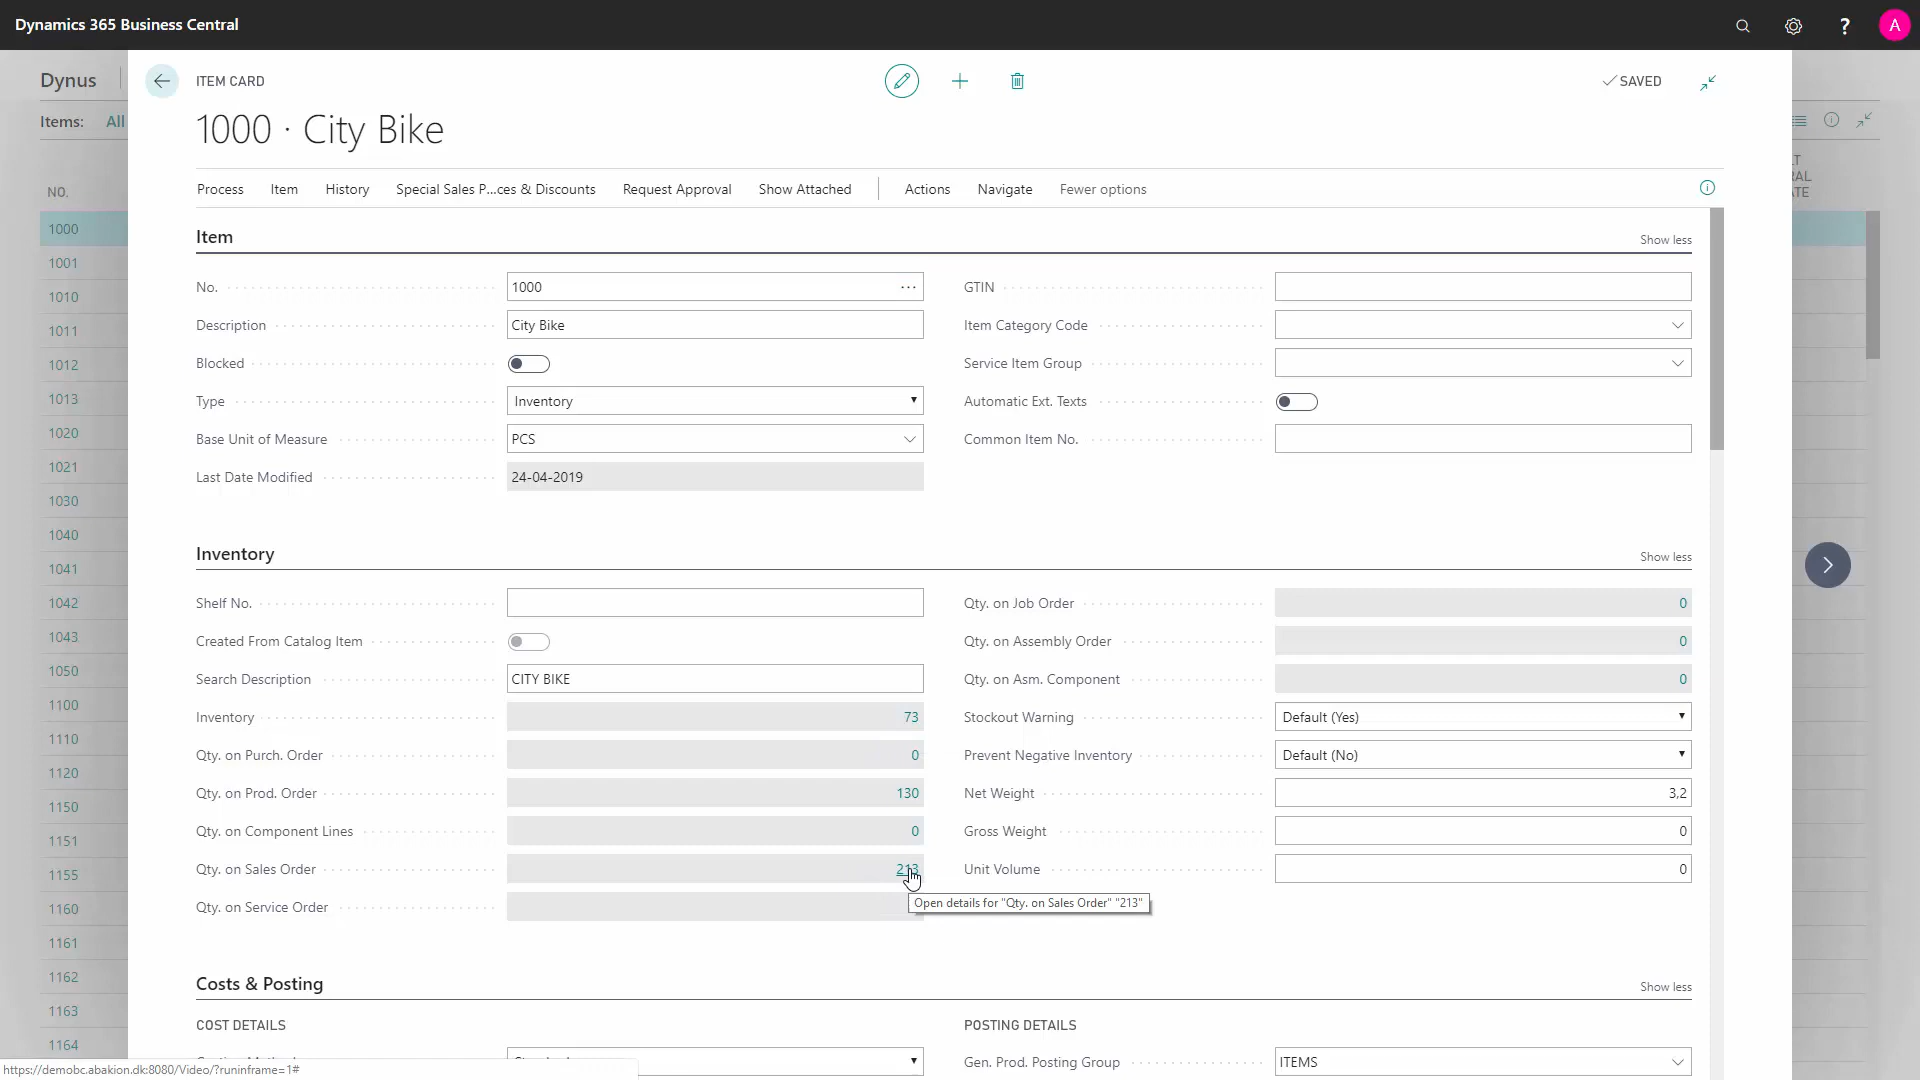 Dynamics 365 Business Central
?
A
Dynus
ITEM CARD
SAVED
Items:
All
1000 · City Bike
NO.
Process
Item
History
Special Sales P...ces & Discounts
Request Approval
Show Attached
Actions
Navigate
Fewer options
Item
Show less
No.
1000
...
GTIN
Description
City Bike
Item Category Code
Blocked
Service Item Group
Type
Inventory
Automatic Ext. Texts
Base Unit of Measure
PCS
Common Item No.
Last Date Modified
24-04-2019
Inventory
Show less
Shelf No.
Qty. on Job Order
0
Created From Catalog Item
Qty. on Assembly Order
0
Search Description
CITY BIKE
Qty. on Asm. Component
0
Inventory
73
Stockout Warning
Default (Yes)
Qty. on Purch. Order
0
Prevent Negative Inventory
Default (No)
Qty. on Prod. Order
130
Net Weight
3,2
Qty. on Component Lines
0
Gross Weight
0
Qty. on Sales Order
213
Unit Volume
0
Open details for "Qty. on Sales Order" "213"
Qty. on Service Order
Costs & Posting
Show less
COST DETAILS
POSTING DETAILS
Gen. Prod. Posting Group
ITEMS
1000
1001
1010
1011
1012
1013
1020
1021
1030
1040
1041
1042
1043
1050
1100
1110
1120
1150
1151
1155
1160
1161
1162
1163
1164
https://demobc.abakion.dk:8080/Video/?runinframe=1#